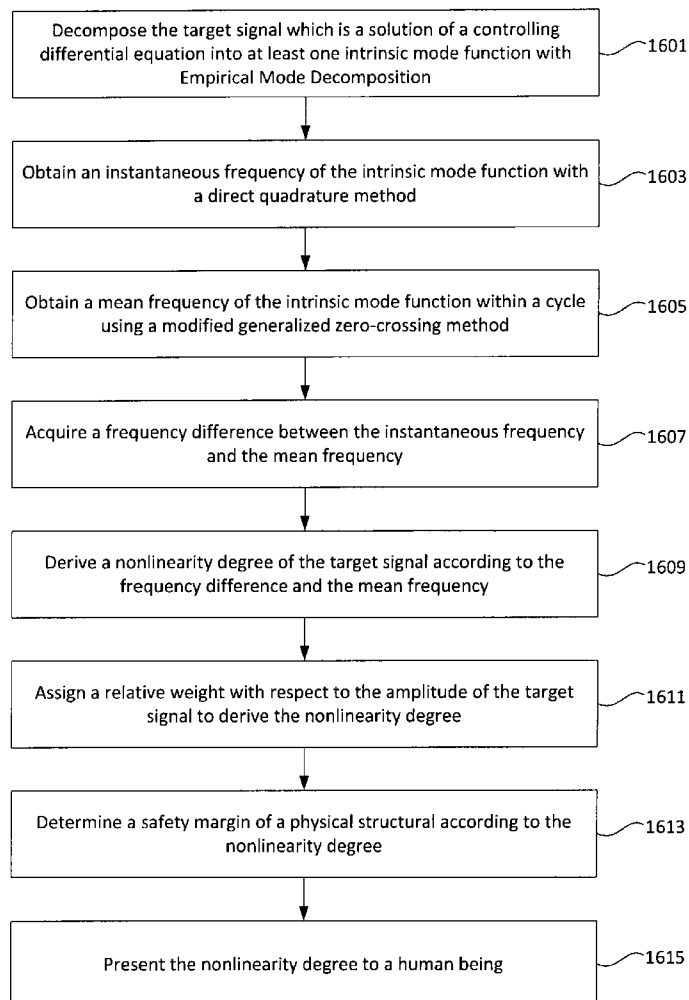 Decompose the target signal which is a solution of a controlling
differential equation into at least one intrinsic mode function with
Empirical Mode Decomposition
1601
Obtain an instantaneous frequency of the intrinsic mode function with
a direct quadrature method
1603
Obtain a mean frequency of the intrinsic mode function within a cycle
using a modified generalized zero-crossing method
1605
Acquire a frequency difference between the instantaneous frequency
and the mean frequency
1607
Derive a nonlinearity degree of the target signal according to the
frequency difference and the mean frequency
1609
Assign a relative weight with respect to the amplitude of the target
signal to derive the nonlinearity degree
1611
Determine a safety margin of a physical structural according to the
nonlinearity degree
1613
Present the nonlinearity degree to a human being
1615